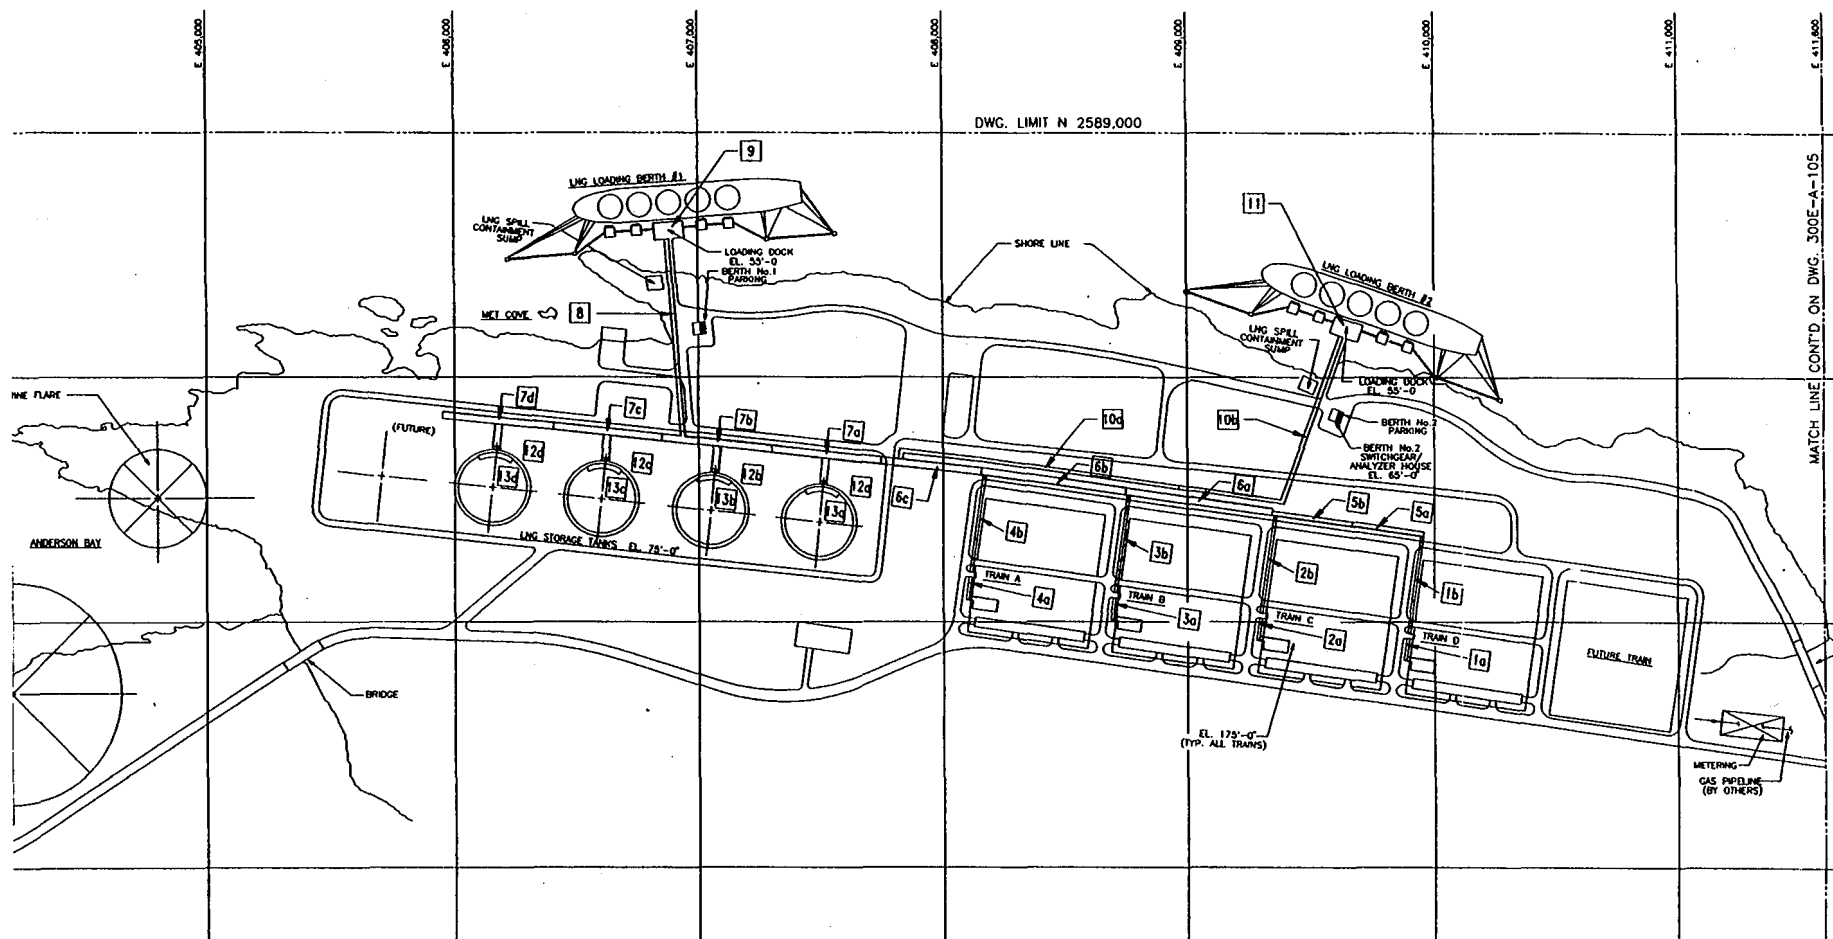 E 405,000
E 406,000
E 407,000
E 408,000
E 409,000
E 410,000
E 411,000
E 411,600
DWG. LIMIT N 2589,000
MATCH LINE CONT'D ON DWG. 300E-A-105
9
LNG LOADING BERTH #1
LNG SPILL
CONTAINMENT
SUMP
LOADING DOCK
EL. 55'-0
BERTH No.1
PARKING
MET COVE
8
SHORE LINE
11
LNG LOADING BERTH #2
LNG SPILL
CONTAINMENT
SUMP
LOADING DOCK
EL. 55'-0
BERTH No.2
PARKING
BERTH No.2
SWITCHGEAR/
ANALYZER HOUSE
EL. 65'-0"
FLARE
(FUTURE)
7d
7c
7b
7a
10a
10b
6b
6a
6c
5b
5a
12d
12c
12b
12a
13d
13c
13b
13a
LNG STORAGE TANKS EL. 75'-0"
ANDERSON BAY
4b
3b
2b
1b
TRAIN A
4a
TRAIN B
3a
TRAIN C
2a
TRAIN D
1a
FUTURE TRAIN
BRIDGE
EL. 175'-0"
(TYP. ALL TRAINS)
METERING
GAS PIPELINE
(BY OTHERS)